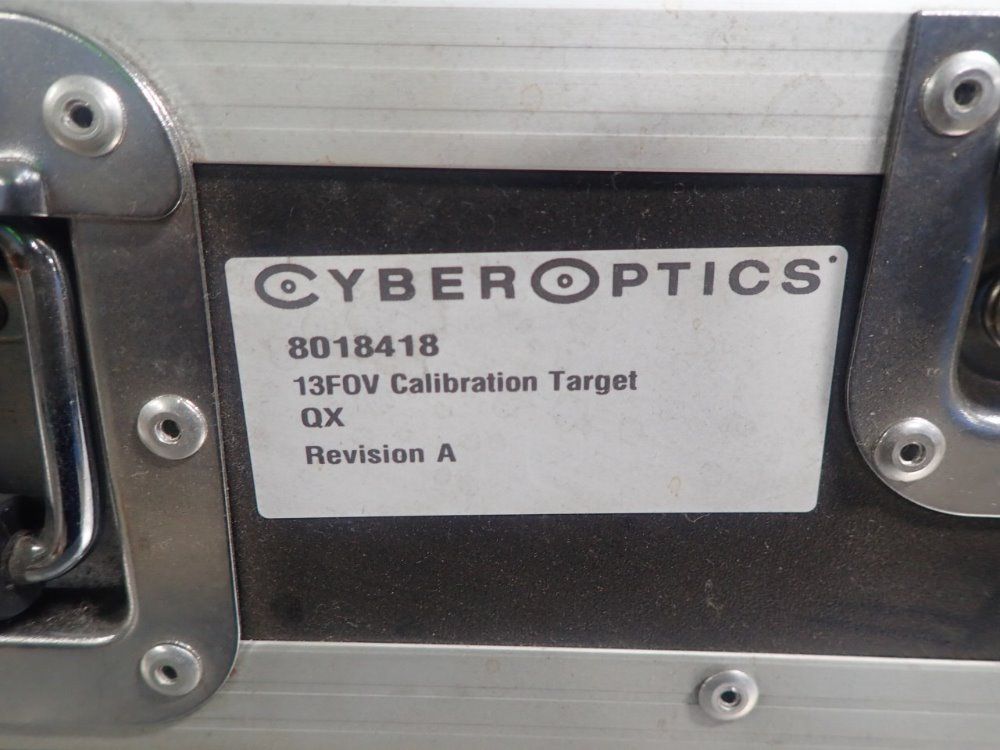 CYBEROPTICS
8018418
13FOV Calibration Target
QX
Revision A